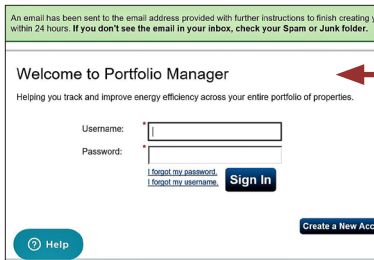 An email has been sent to the email address provided with further instructions to finish creating
within 24 hours. If you don't see the email in your inbox, check your Spam or Junk folder.
Welcome to Portfolio Manager
Helping you track and improve energy efficiency across your entire portfolio of properties.
Username: *
Password: *
I forgot my password.
I forgot my username.
Sign In
Create a New Acc
? Help